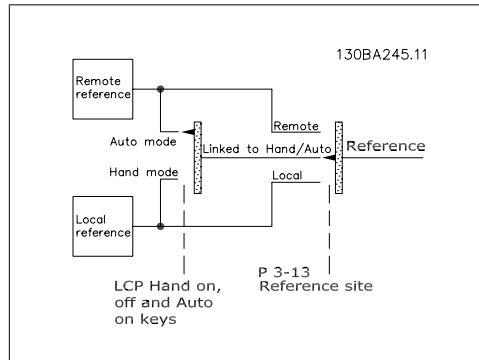 130BA245.11
Remote
reference
Remote
Auto mode
Linked to Hand/Auto
Reference
Hand mode
Local
Local
reference
LCP Hand on,
off and Auto
on keys
P 3-13
Reference site